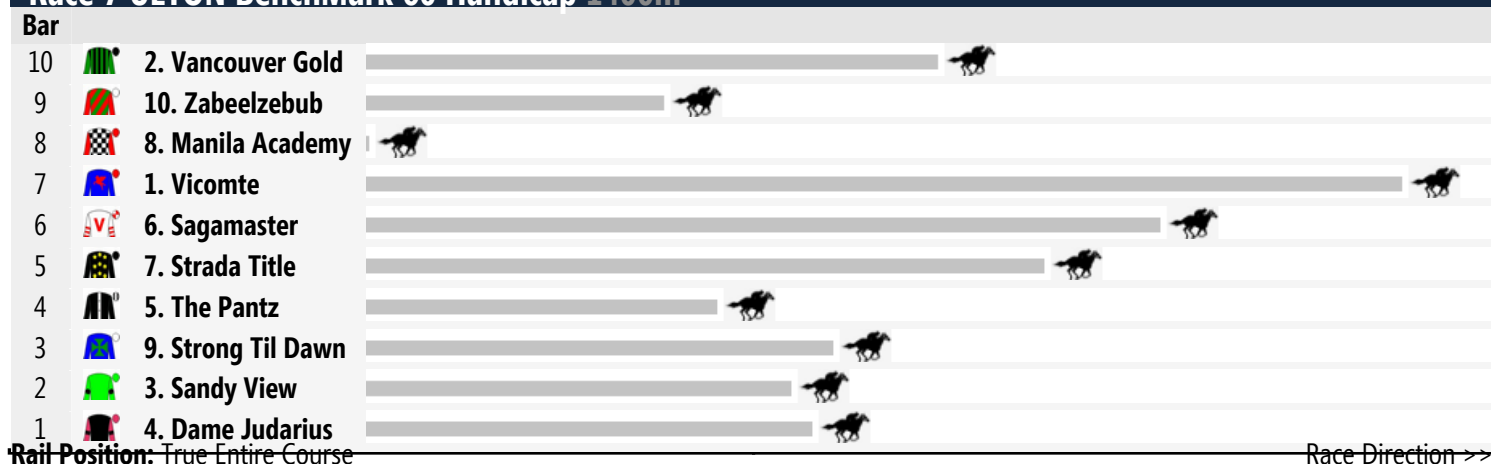 Bar
10 2. Vancouver Gold
9 10. Zabeelzebub
8 8. Manila Academy
7 1. Vicomte
6 V 6. Sagamaster
5 7. Strada Title
4 5. The Pantz
3 9. Strong Til Dawn
2 3. Sandy View
1 4. Dame Judarius
Rail Position: True Entire Course Race Direction >>